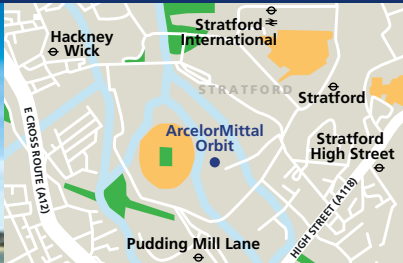 Hackney
Wick
Stratford
International
STRATFORD
Stratford
ArcelorMittal
Orbit
Stratford
High Street
E CROSS ROUTE (A12)
HIGH STREET (A118)
Pudding Mill Lane